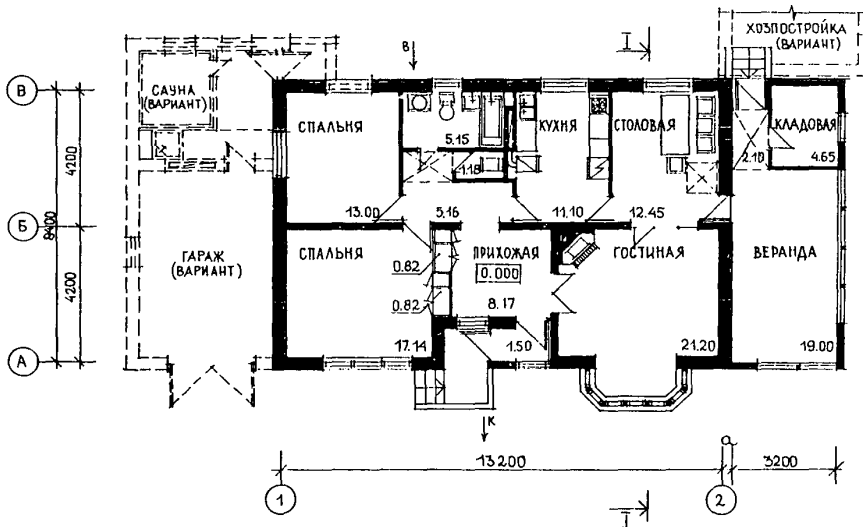 ХОЗПОСТРОЙКА
(ВАРИАНТ)
В
I
САУНА
(ВАРИАНТ)
В
СПАЛЬНЯ
5.15
КУХНЯ
СТОЛОВАЯ
КЛАДОВАЯ
4200
1.18
2.10
4.65
13.00
5.16
11.10
12.45
Б
8400
ГАРАЖ
(ВАРИАНТ)
СПАЛЬНЯ
ПРИХОЖАЯ
ГОСТИНАЯ
ВЕРАНДА
0.82
0.000
4200
0.82
8.17
17.14
1.50
21.20
19.00
А
К
а
13200
3200
1
2
I